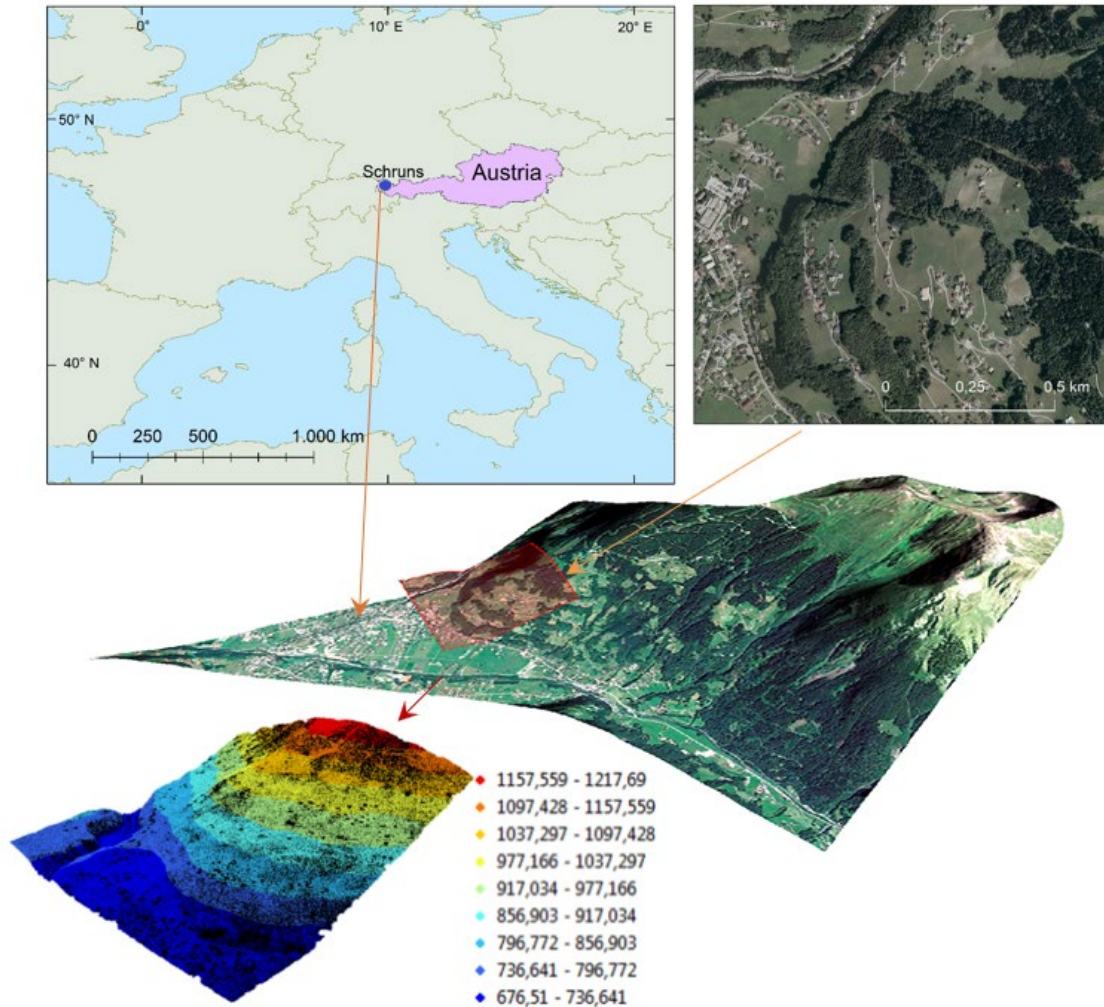 0°
10° E
20° E
50° N
Schruns
Austria
40° N
0 250 500 1.000 km
0 0,25 0,5 km
1157,559 - 1217,69
1097,428 - 1157,559
1037,297 - 1097,428
977,166 - 1037,297
917,034 - 977,166
856,903 - 917,034
796,772 - 856,903
736,641 - 796,772
676,51 - 736,641